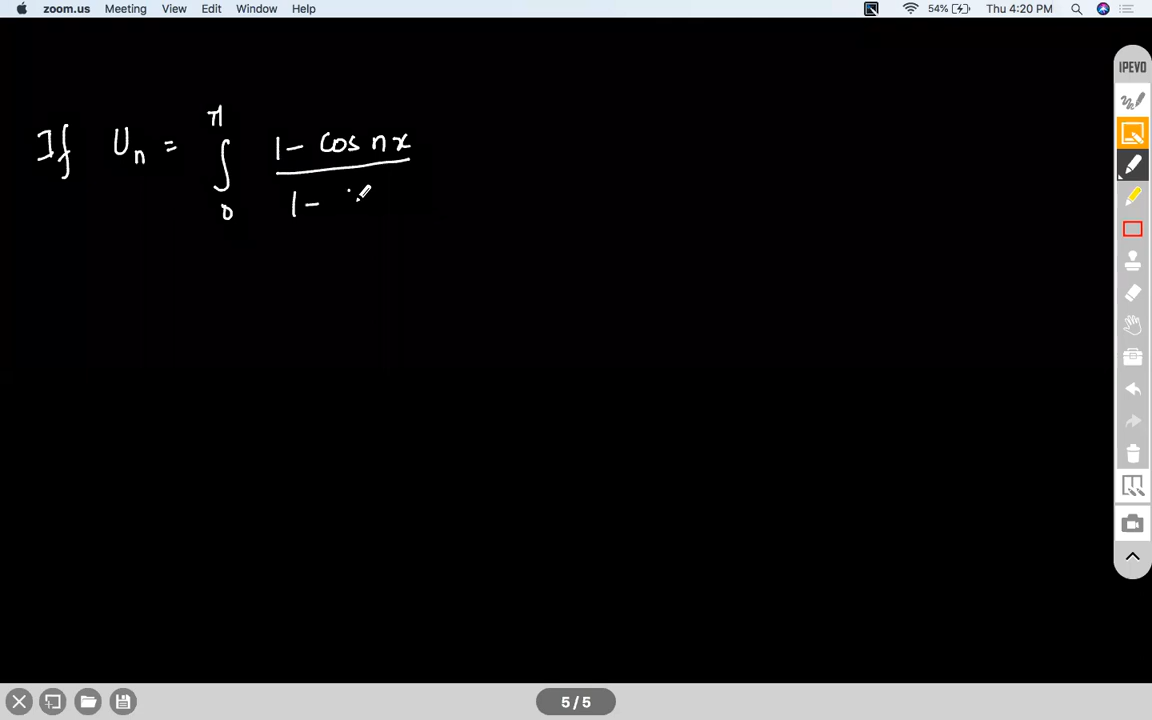 zoom.us Meeting View Edit Window Help 54% Thu 4:20 PM
IPEVO
If Uₙ = ∫₀^π (1 - cos nx)/(1 -
5/5